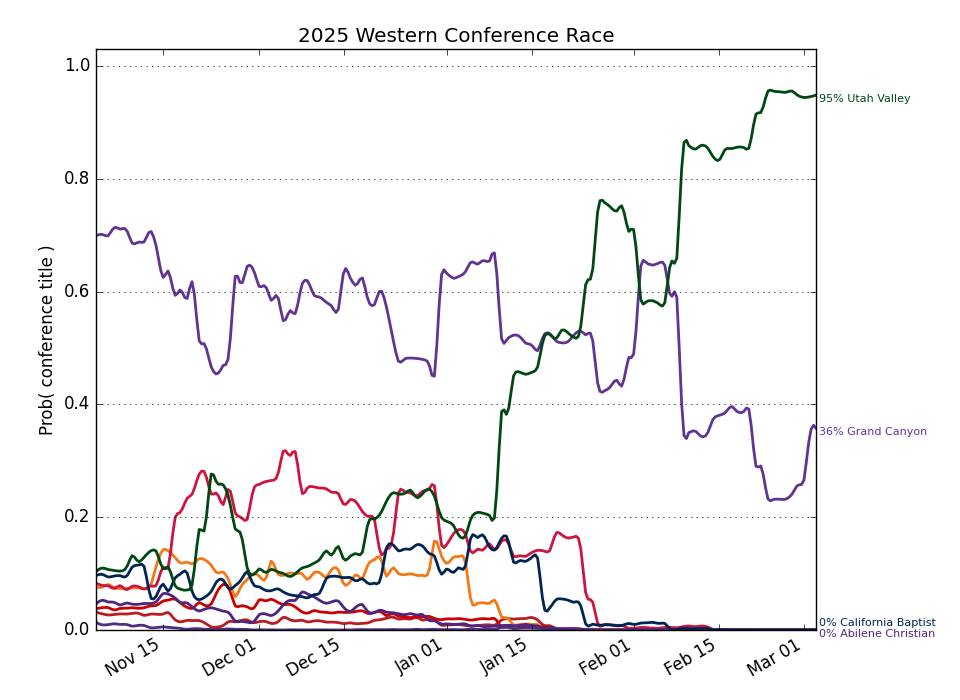 2025 Western Conference Race
Prob( conference title )
1.0
0.8
0.6
0.4
0.2
0.0
Nov 15
Dec 01
Dec 15
Jan 01
Jan 15
Feb 01
Feb 15
Mar 01
95% Utah Valley
36% Grand Canyon
0% California Baptist
0% Abilene Christian